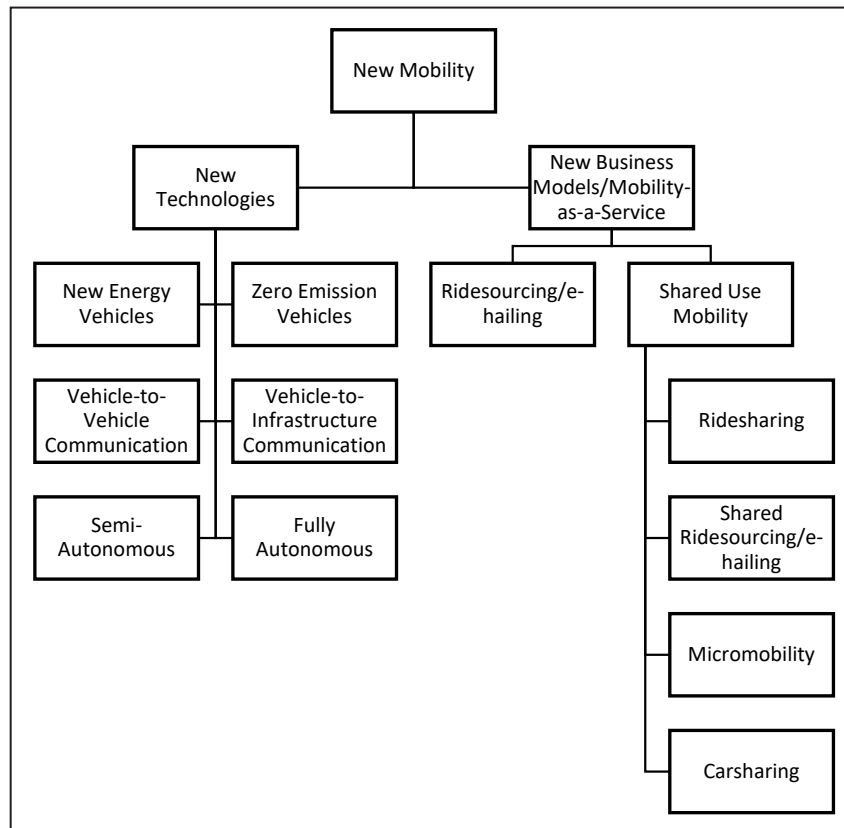 New Mobility
New
Technologies
New Business
Models/Mobility-
as-a-Service
New Energy
Vehicles
Zero Emission
Vehicles
Ridesourcing/e-
hailing
Shared Use
Mobility
Vehicle-to-
Vehicle
Communication
Vehicle-to-
Infrastructure
Communication
Ridesharing
Semi-
Autonomous
Fully
Autonomous
Shared
Ridesourcing/e-
hailing
Micromobility
Carsharing